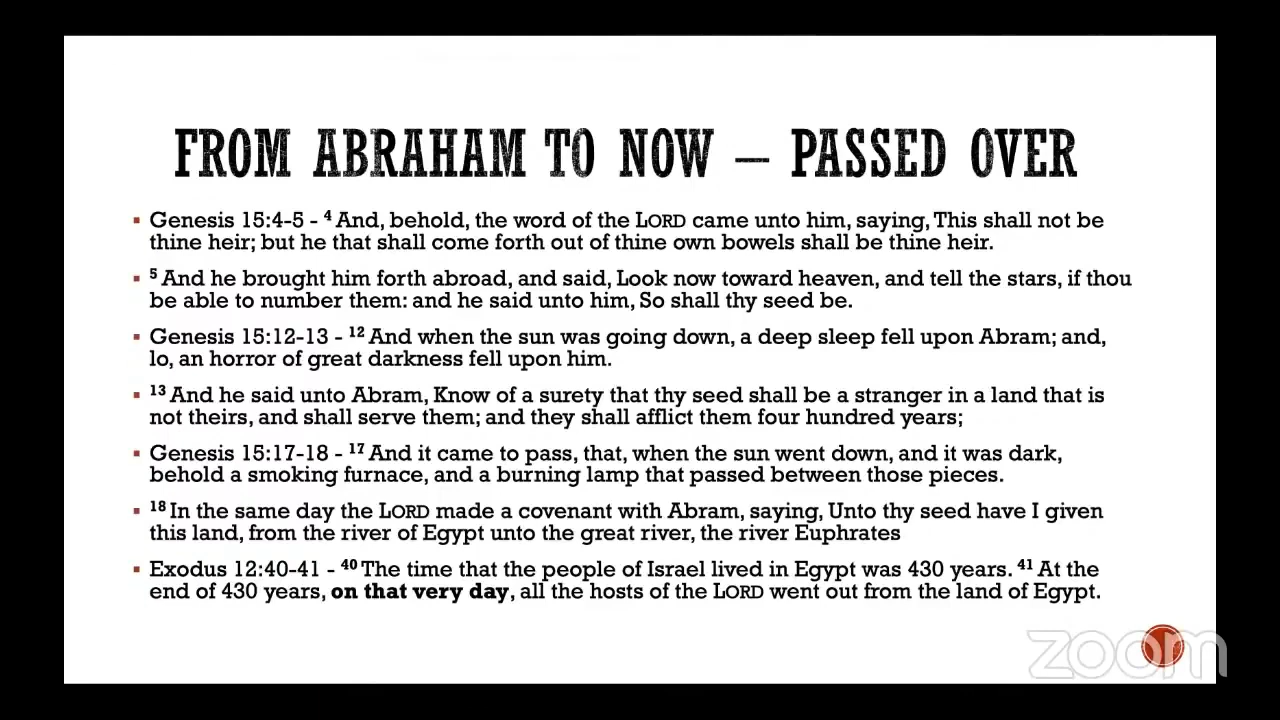 FROM ABRAHAM TO NOW – PASSED OVER
▪ Genesis 15:4-5 - ⁴ And, behold, the word of the LORD came unto him, saying, This shall not be
thine heir; but he that shall come forth out of thine own bowels shall be thine heir.
▪ ⁵ And he brought him forth abroad, and said, Look now toward heaven, and tell the stars, if thou
be able to number them: and he said unto him, So shall thy seed be.
▪ Genesis 15:12-13 - ¹² And when the sun was going down, a deep sleep fell upon Abram; and,
lo, an horror of great darkness fell upon him.
▪ ¹³ And he said unto Abram, Know of a surety that thy seed shall be a stranger in a land that is
not theirs, and shall serve them; and they shall afflict them four hundred years;
▪ Genesis 15:17-18 - ¹⁷ And it came to pass, that, when the sun went down, and it was dark,
behold a smoking furnace, and a burning lamp that passed between those pieces.
▪ ¹⁸ In the same day the LORD made a covenant with Abram, saying, Unto thy seed have I given
this land, from the river of Egypt unto the great river, the river Euphrates
▪ Exodus 12:40-41 - ⁴⁰ The time that the people of Israel lived in Egypt was 430 years. ⁴¹ At the
end of 430 years, on that very day, all the hosts of the LORD went out from the land of Egypt.
zoom